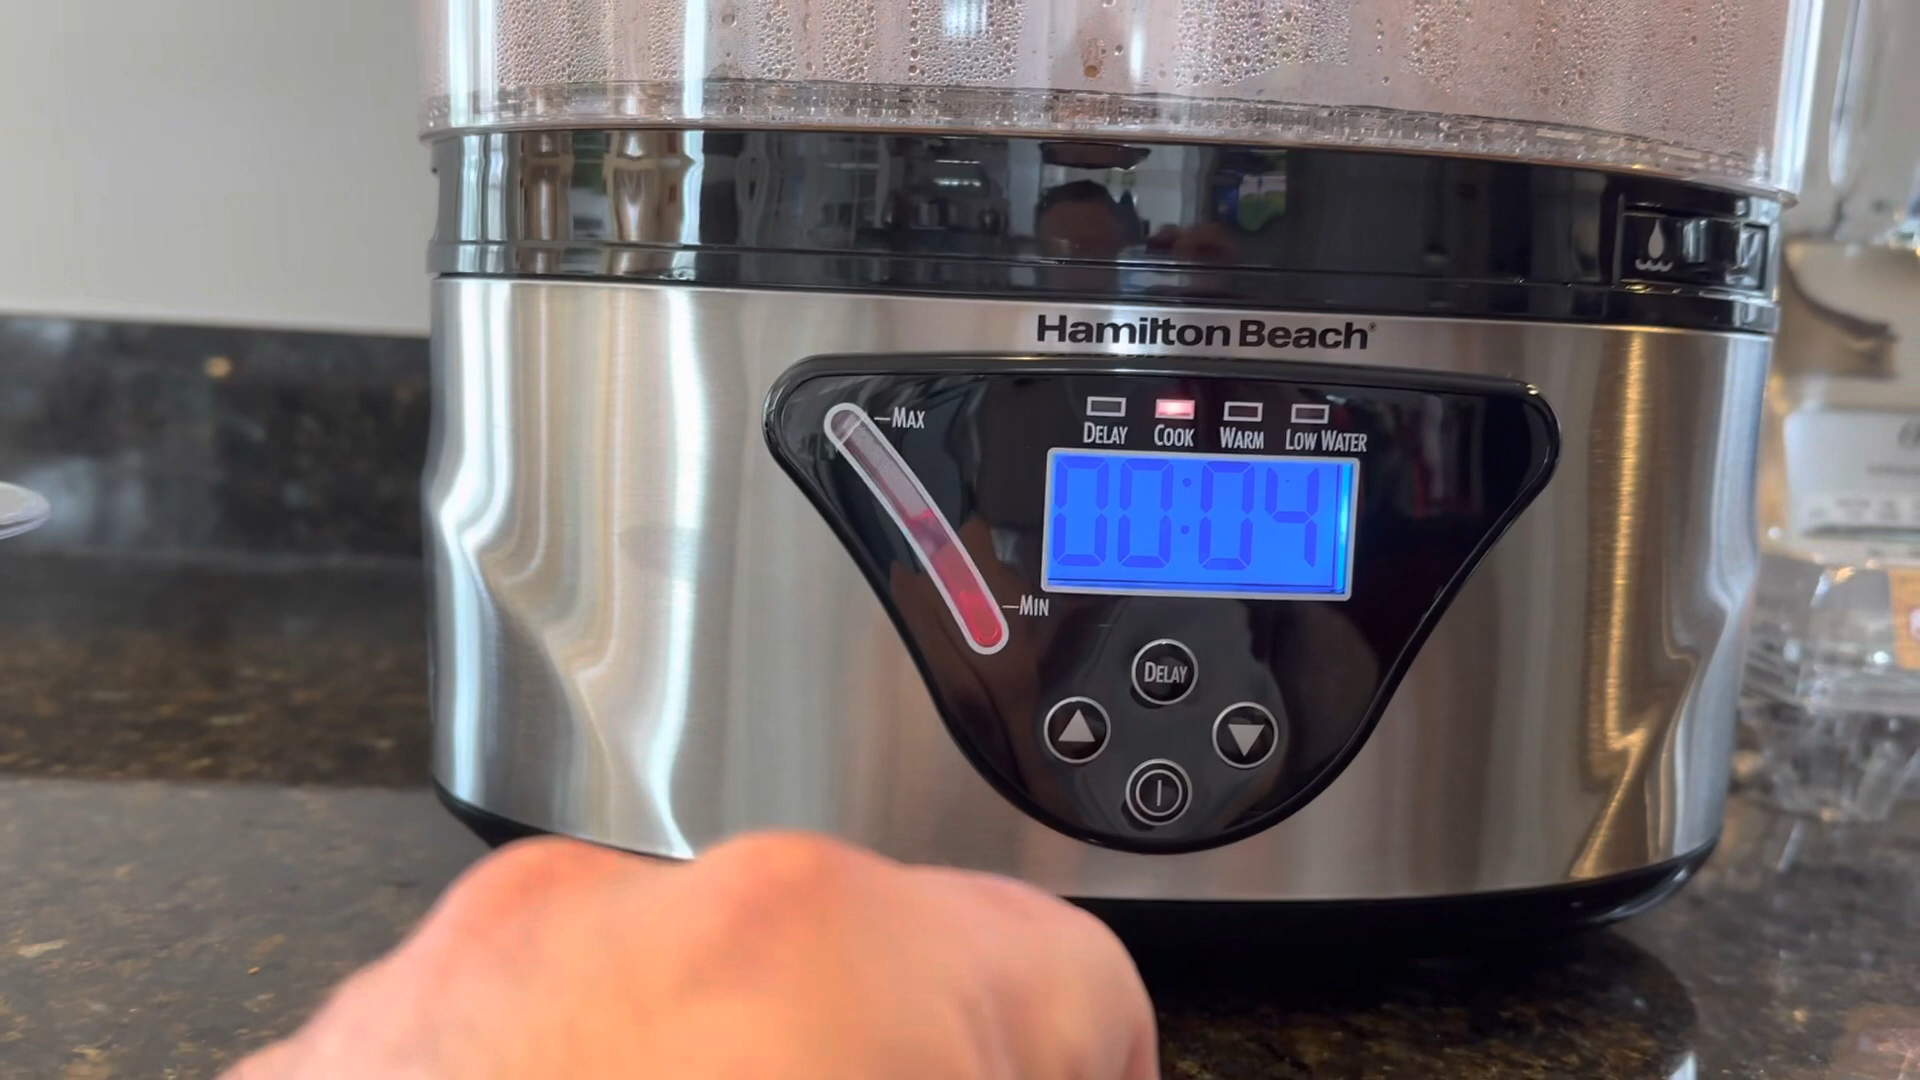 Hamilton Beach
MAX
DELAY COOK WARM LOW WATER
00:04
MIN
DELAY